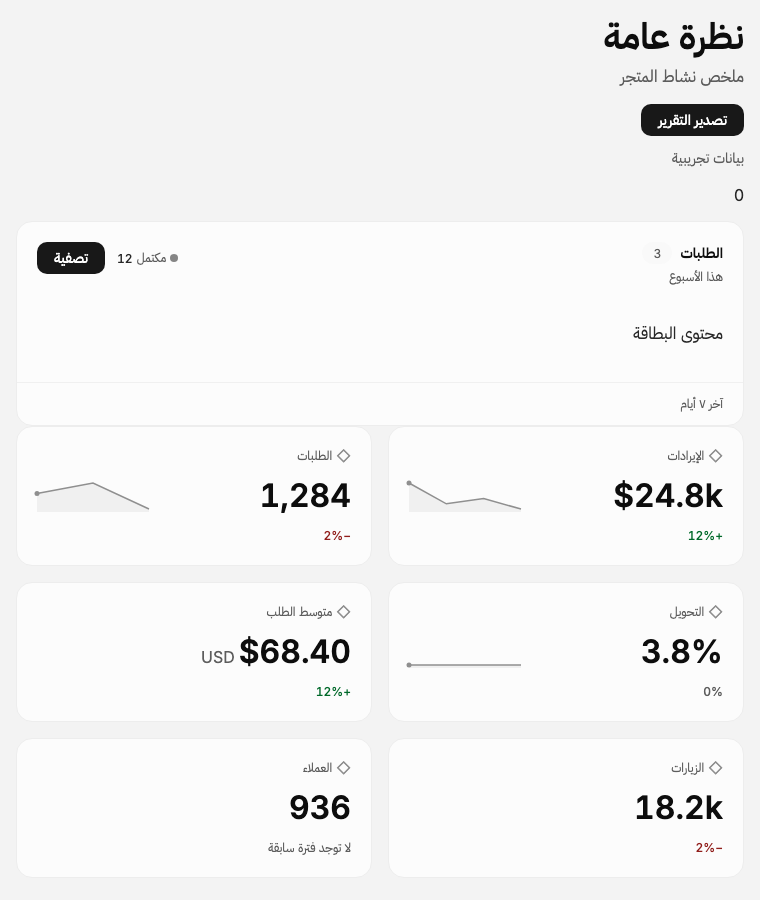 نظرة عامة
ملخص نشاط المتجر
تصدير التقرير
بيانات تجريبية
0
الطلبات 3
هذا الأسبوع
مكتمل 12
تصفية
محتوى البطاقة
آخر ٧ أيام
الإيرادات
$24.8k
+12%
الطلبات
1,284
−2%
التحويل
3.8%
0%
متوسط الطلب
$68.40 USD
+12%
الزيارات
18.2k
−2%
العملاء
936
لا توجد فترة سابقة